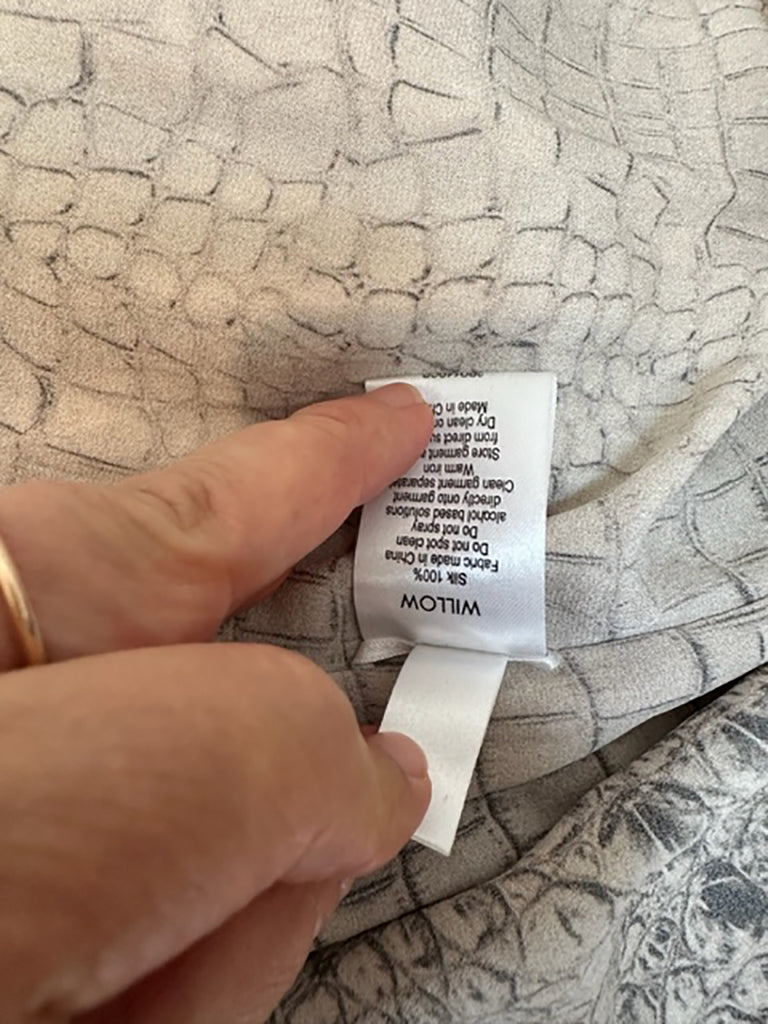 WILLOW
Silk 100%
Fabric made in China
Do not spot clean
Do not spray
alcohol based solutions
directly onto garment
Clean garment
Warm iron
Store garment
from direct
Dry clean
Made in